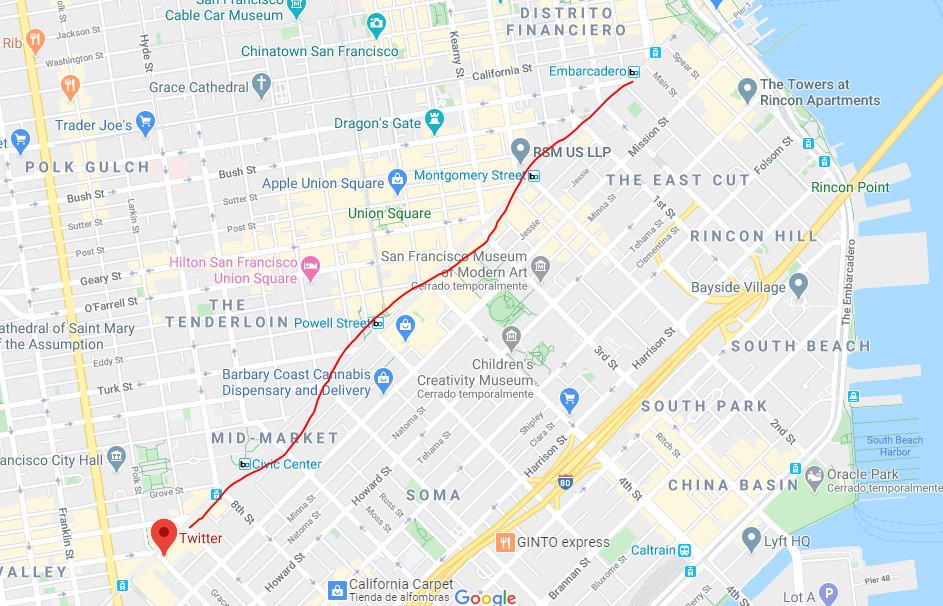 San Francisco
Cable Car Museum
DISTRITO
FINANCIERO
Pier 1
Polk St
Jackson St
Rib
Washington St
Hyde St
Chinatown San Francisco
Kearny St
California St
Embarcadero
Spear St
Main St
Grace Cathedral
The Towers at
Rincon Apartments
Trader Joe's
Dragon's Gate
Mission St
Folsom St
POLK GULCH
Bush St
RSM US LLP
Montgomery Street
Jessie
THE EAST CUT
Rincon Point
Apple Union Square
Bush St
Larkin St
Sutter St
Minna St
1st St
Union Square
Sutter St
Post St
Jessie
Tehama St
Clementina St
RINCON HILL
Post St
Geary St
Hilton San Francisco
Union Square
San Francisco Museum
of Modern Art
Cerrado temporalmente
Bayside Village
The Embarcadero
O'Farrell St
THE
TENDERLOIN
Powell Street
athedral of Saint Mary
f the Assumption
Eddy St
Turk St
Harrison St
3rd St
SOUTH BEACH
Children's
Creativity Museum
Cerrado temporalmente
Barbary Coast Cannabis
Dispensary and Delivery
SOUTH PARK
Natoma St
Tehama St
Shipley
Clara St
2nd St
MID-MARKET
ancisco City Hall
Civic Center
Polk St
Grove St
Harrison St
Ritch St
South Beach
Harbor
Howard St
SOMA
80
4th St
CHINA BASIN
Oracle Park
Cerrado temporalmente
Franklin St
8th St
Minna St
Natoma St
Russ St
Moss St
Twitter
GINTO express
Caltrain
Lyft HQ
VALLEY
Howard St
Brannan St
Bluxome St
California Carpet
Tienda de alfombras
Google
Berry St
4th St
Lot A
Pier 48